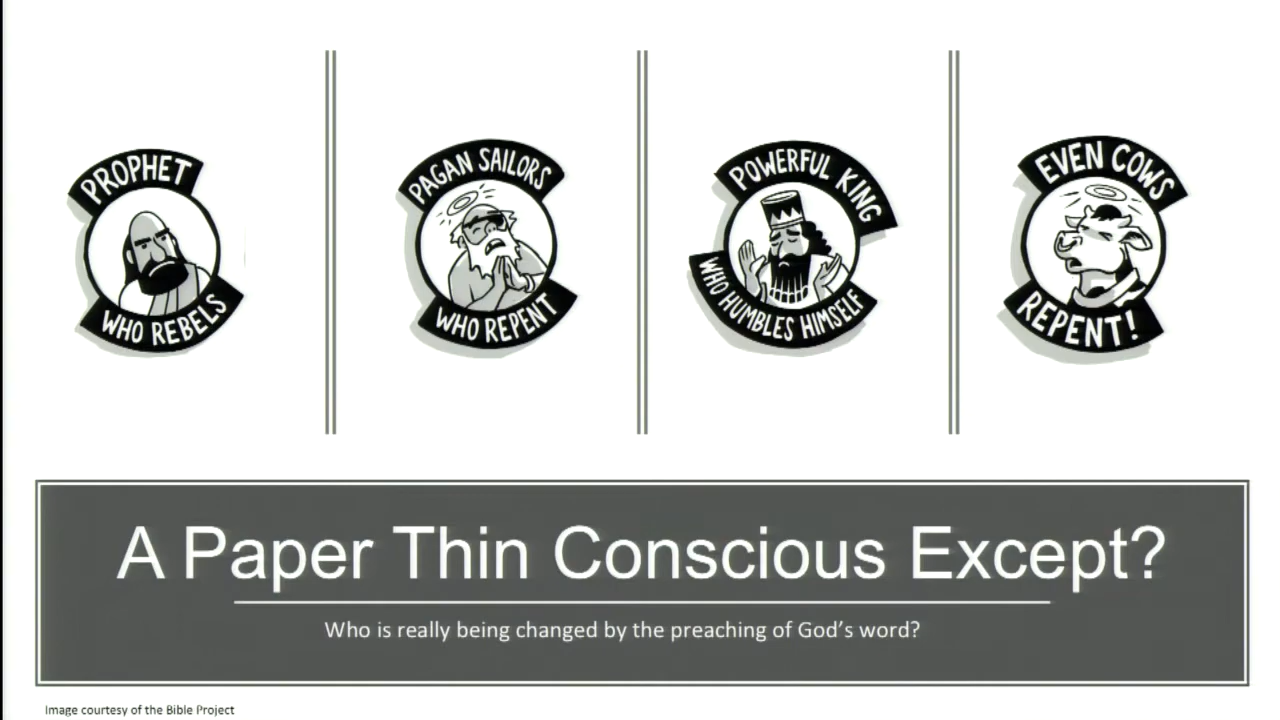 PROPHET
WHO REBELS
PAGAN SAILORS
WHO REPENT
POWERFUL KING
WHO HUMBLES HIMSELF
EVEN COWS
REPENT!
A Paper Thin Conscious Except?
Who is really being changed by the preaching of God's word?
Image courtesy of the Bible Project